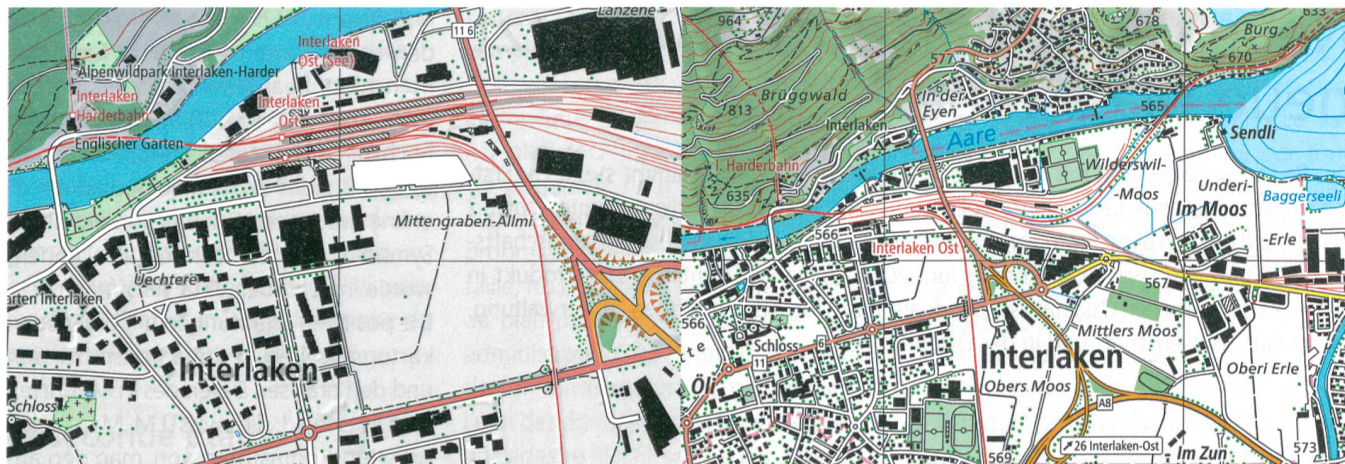 Lanzene
11 6
Interlaken
Ost (See)
Alpenwildpark Interlaken-Harder
Interlaken
Harderbahn
Interlaken
Ost
Englischer Garten
Mittengraben-Allmi
Uechtere
arten Interlaken
Interlaken
Schloss
964
678
633
Burg
670
577
Brüggwald
813
In der
Eyen
565
Interlaken
Aare
Sendli
I. Harderbahn
Wilderswil-
-Moos
635
Underi-
Im Moos
Baggerseeli
566
Interlaken Ost
-Erle
567
566
tte
Schloss
6
Mittlers Moos
11
Interlaken
Öli
Obers Moos
Oberi Erle
A8
26 Interlaken-Ost
573
569
Im Zun